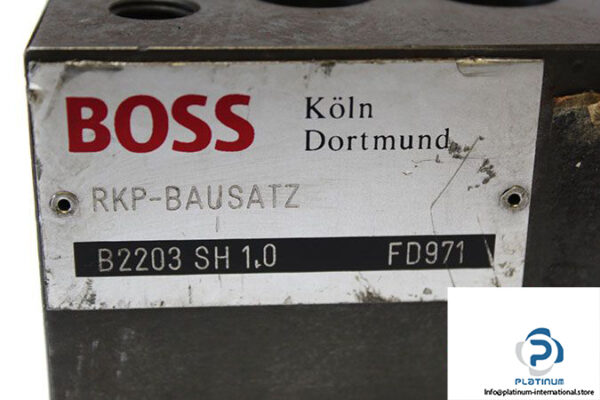 BOSS Köln
Dortmund
RKP-BAUSATZ
B2203 SH 1.0 FD971
PLATINUM
Info@platinum-international.store